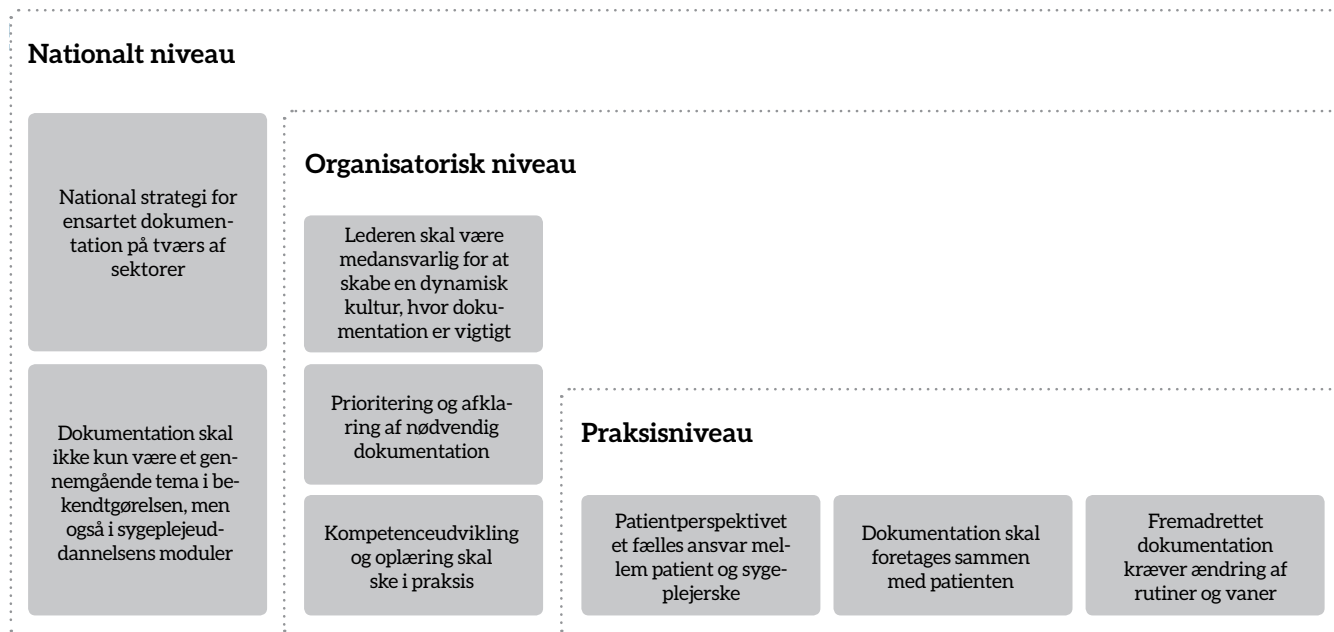 Nationalt niveau
National strategi for
ensartet dokumen-
tation på tværs af
sektorer
Dokumentation skal
ikke kun være et gen-
nemgående tema i be-
kendtgørelsen, men
også i sygeplejeud-
dannelsens moduler
Organisatorisk niveau
Lederen skal være
medansvarlig for at
skabe en dynamisk
kultur, hvor doku-
mentation er vigtigt
Prioritering og afkla-
ring af nødvendig
dokumentation
Kompetenceudvikling
og oplæring skal
ske i praksis
Praksisniveau
Patientperspektivet
et fælles ansvar mel-
lem patient og syge-
plejerske
Dokumentation skal
foretages sammen
med patienten
Fremadrettet
dokumentation
kræver ændring af
rutiner og vaner